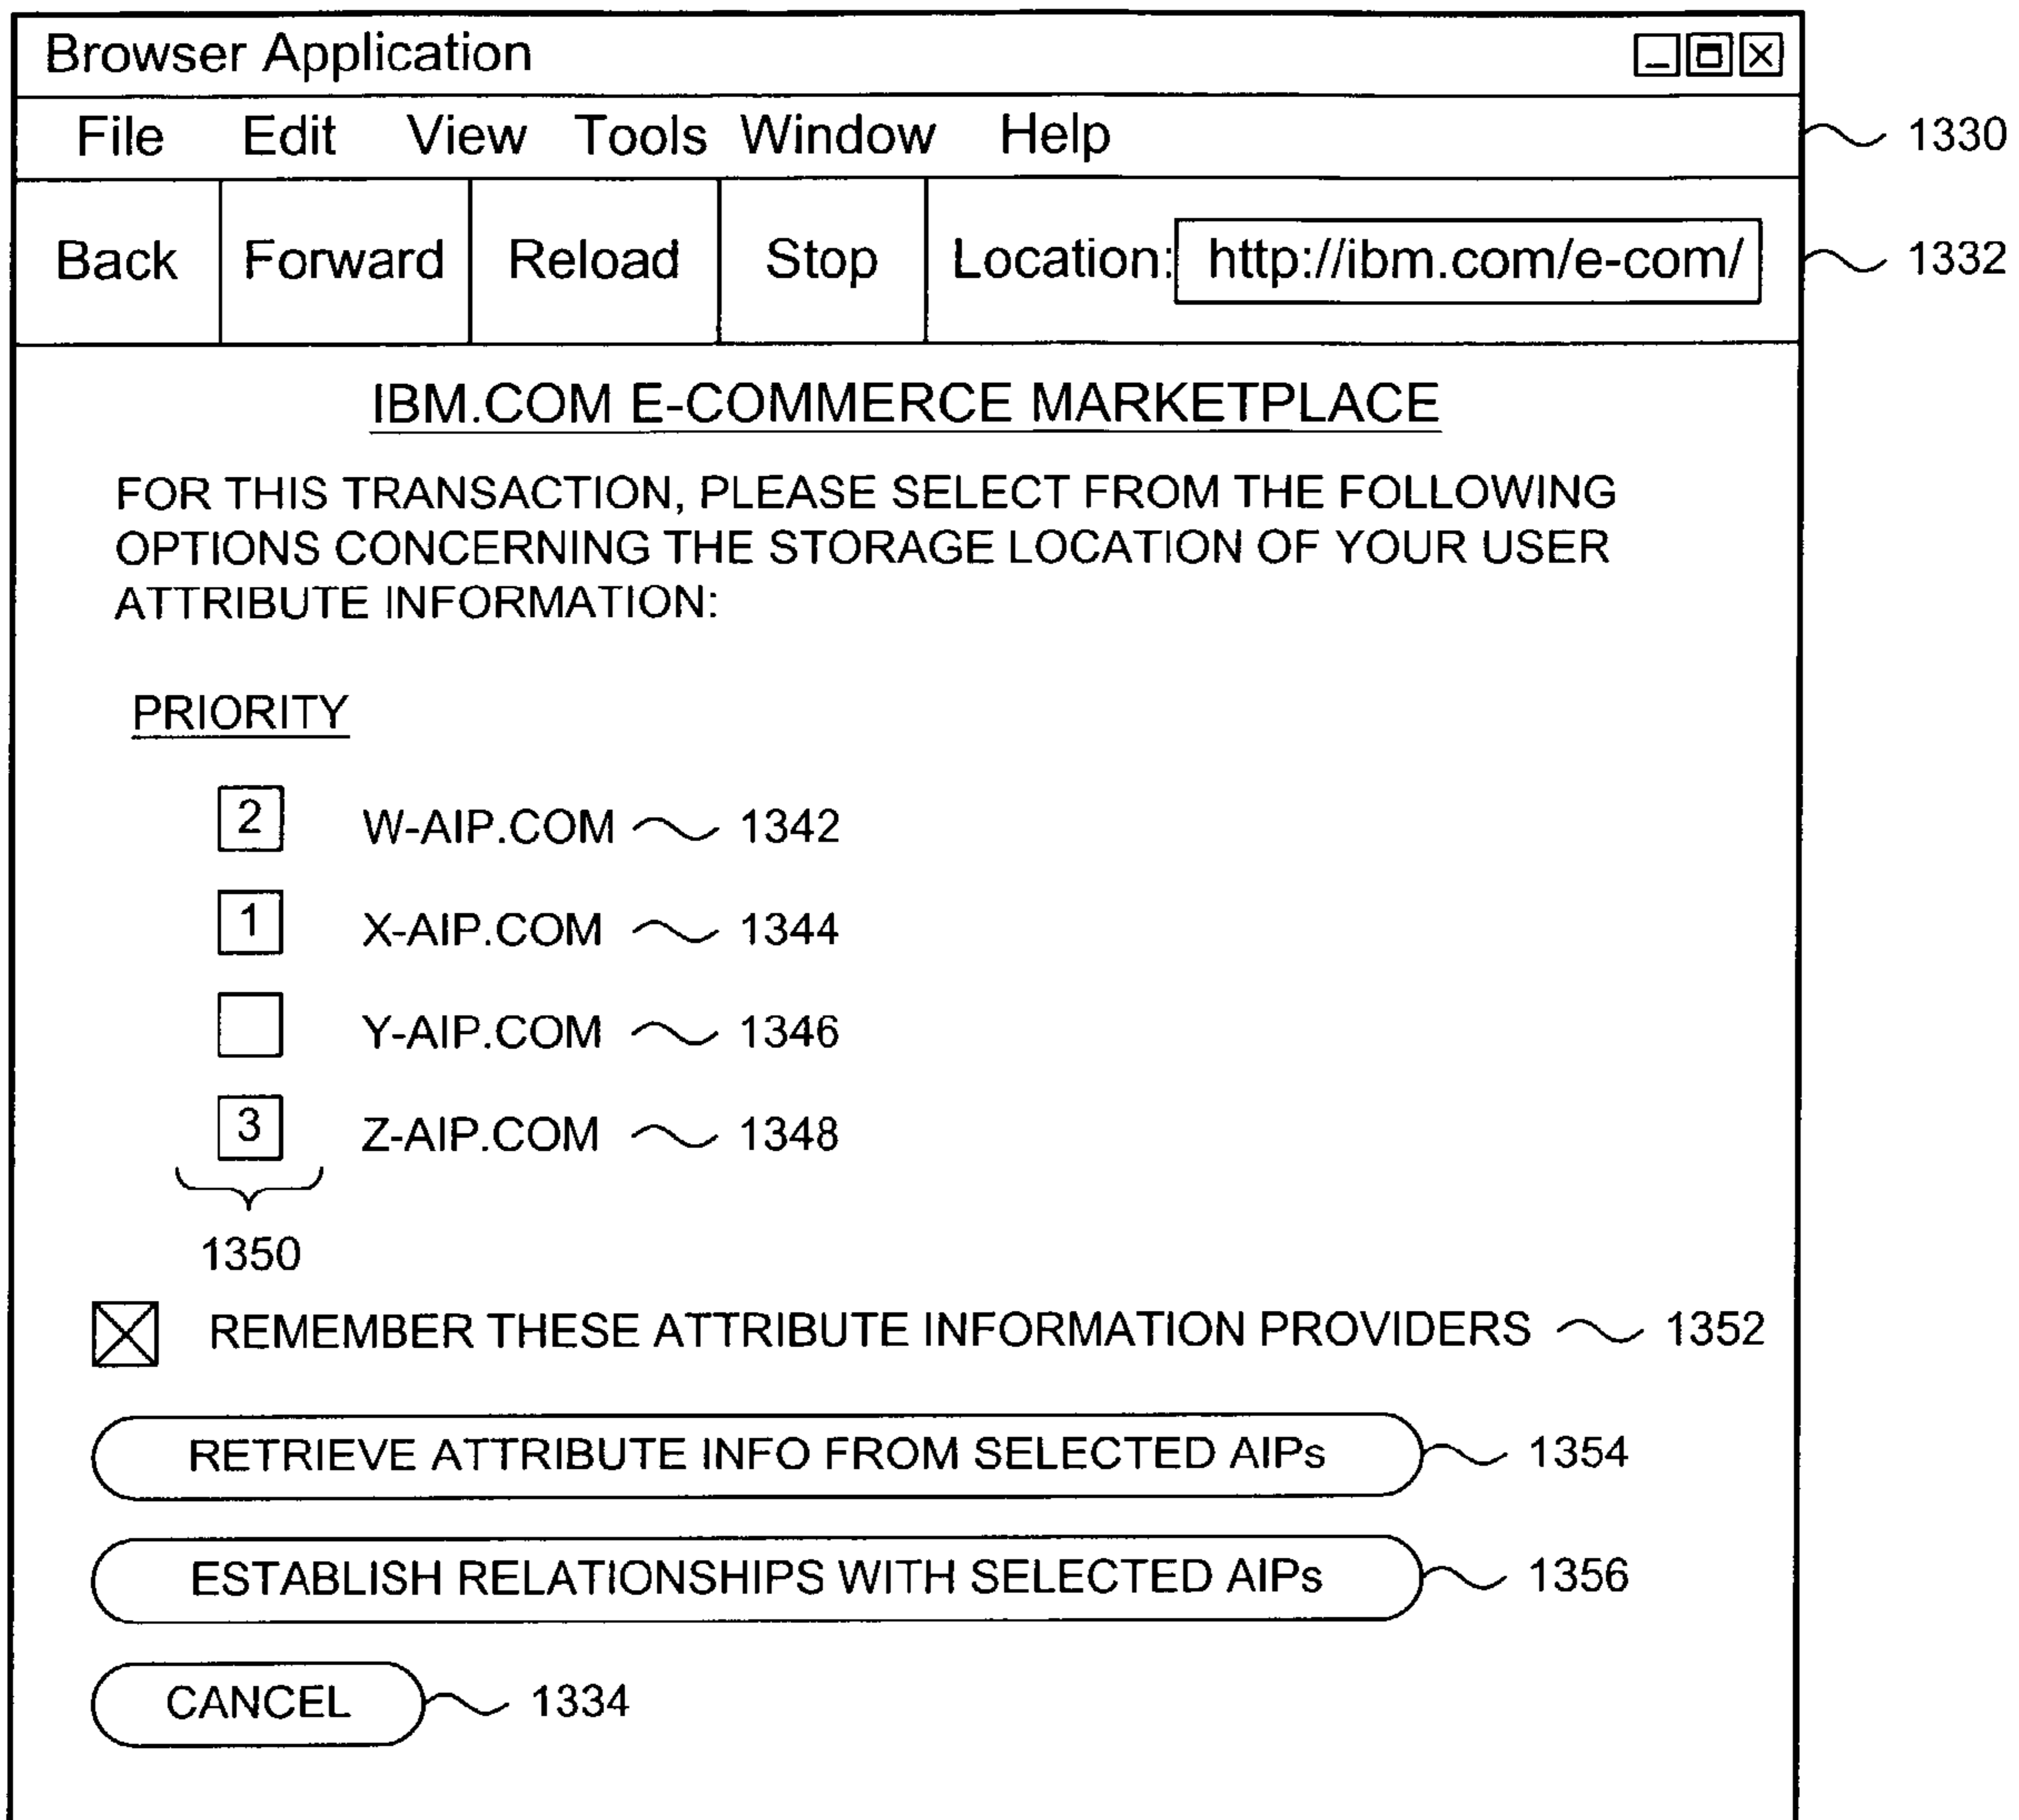 Browser Application
File Edit View Tools Window Help 1330
Back Forward Reload Stop Location: http://ibm.com/e-com/ 1332
IBM.COM E-COMMERCE MARKETPLACE
FOR THIS TRANSACTION, PLEASE SELECT FROM THE FOLLOWING
OPTIONS CONCERNING THE STORAGE LOCATION OF YOUR USER
ATTRIBUTE INFORMATION:
PRIORITY
2 W-AIP.COM 1342
1 X-AIP.COM 1344
Y-AIP.COM 1346
3 Z-AIP.COM 1348
1350
REMEMBER THESE ATTRIBUTE INFORMATION PROVIDERS 1352
RETRIEVE ATTRIBUTE INFO FROM SELECTED AIPs 1354
ESTABLISH RELATIONSHIPS WITH SELECTED AIPs 1356
CANCEL 1334